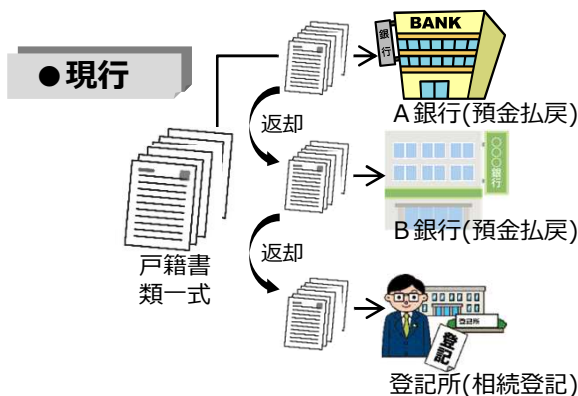 ●現行
BANK
銀行
A銀行(預金払戻)
返却
○○○銀行
B銀行(預金払戻)
戸籍書
類一式
返却
登記所
登記
登記所(相続登記)